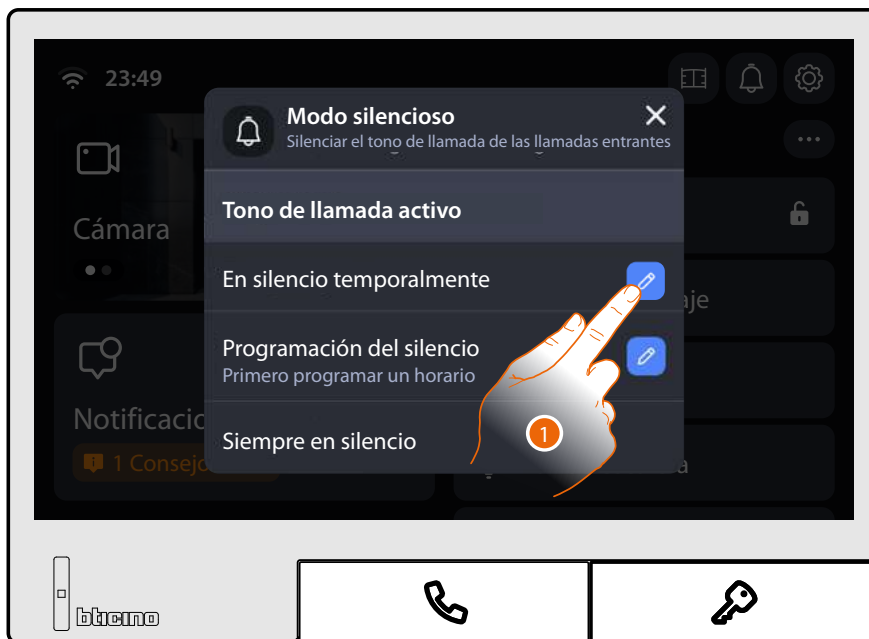 23:49
Modo silencioso
Silenciar el tono de llamada de las llamadas entrantes
Cámara
Tono de llamada activo
En silencio temporalmente
aje
Programación del silencio
Primero programar un horario
Notificacio
1 Consejo
Siempre en silencio
1
a
bticino